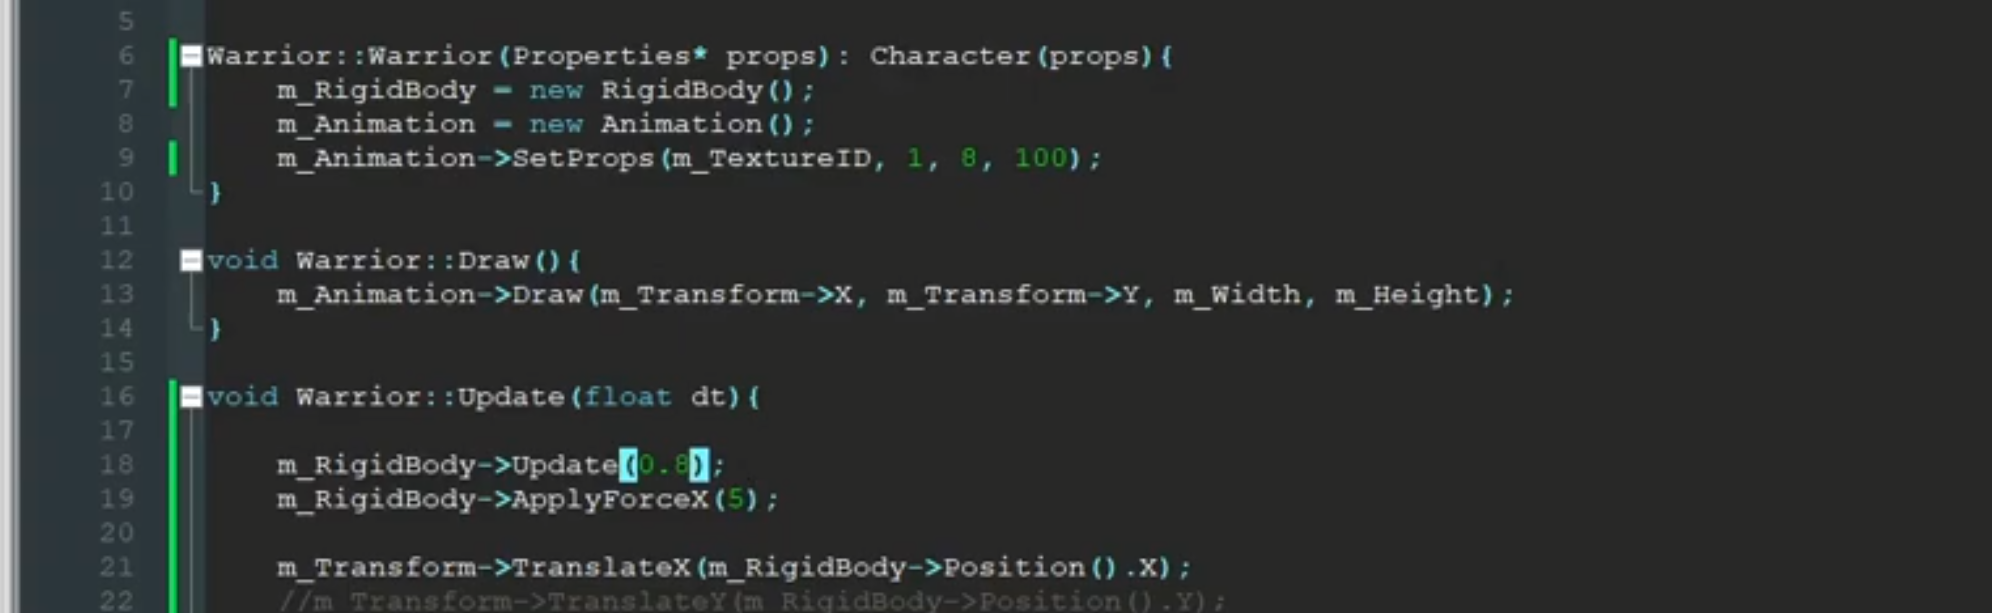 5
6 Warrior::Warrior(Properties* props): Character(props){
7 m_RigidBody = new RigidBody();
8 m_Animation = new Animation();
9 m_Animation->SetProps(m_TextureID, 1, 8, 100);
10 }
11
12 void Warrior::Draw(){
13 m_Animation->Draw(m_Transform->X, m_Transform->Y, m_Width, m_Height);
14 }
15
16 void Warrior::Update(float dt){
17
18 m_RigidBody->Update(0.8);
19 m_RigidBody->ApplyForceX(5);
20
21 m_Transform->TranslateX(m_RigidBody->Position().X);
22 //m_Transform->TranslateY(m_RigidBody->Position().Y);